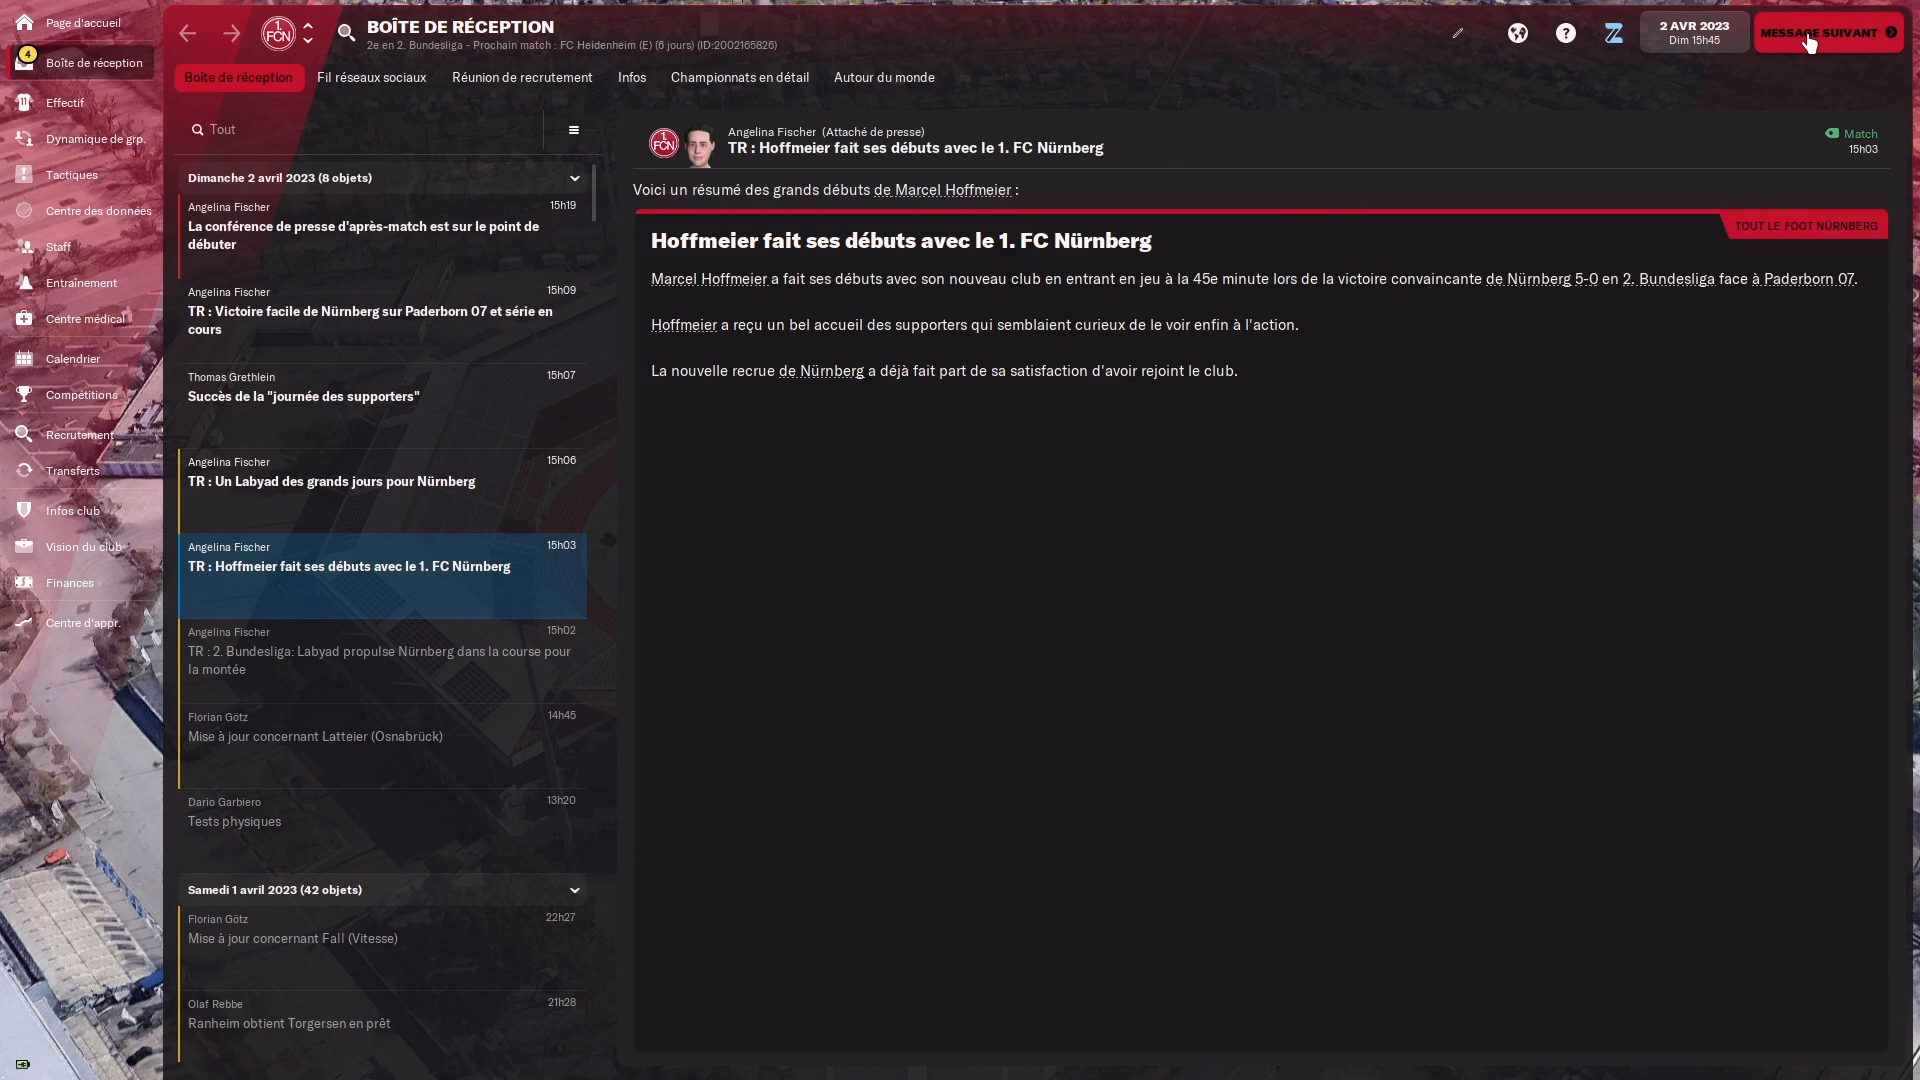 Page d'accueil
4
Boîte de réception
Effectif
Dynamique de grp.
Tactiques
Centre des données
Staff
Entraînement
Centre médical
Calendrier
Compétitions
Recrutement
Transferts
Infos club
Vision du club
Finances
Centre d'appr.
1.
FCN
BOÎTE DE RÉCEPTION
2e en 2. Bundesliga - Prochain match : FC Heidenheim (E) (6 jours) (ID:2002165826)
2 AVR 2023
Dim 15h45
MESSAGE SUIVANT
Boîte de réception
Fil réseaux sociaux
Réunion de recrutement
Infos
Championnats en détail
Autour du monde
Tout
Dimanche 2 avril 2023 (8 objets)
Angelina Fischer
15h19
La conférence de presse d'après-match est sur le point de
débuter
Angelina Fischer
15h09
TR : Victoire facile de Nürnberg sur Paderborn 07 et série en
cours
Thomas Grethlein
15h07
Succès de la "journée des supporters"
Angelina Fischer
15h06
TR : Un Labyad des grands jours pour Nürnberg
Angelina Fischer
15h03
TR : Hoffmeier fait ses débuts avec le 1. FC Nürnberg
Angelina Fischer
15h02
TR : 2. Bundesliga: Labyad propulse Nürnberg dans la course pour
la montée
Florian Götz
14h45
Mise à jour concernant Latteier (Osnabrück)
Dario Garbiero
13h20
Tests physiques
Samedi 1 avril 2023 (42 objets)
Florian Götz
22h27
Mise à jour concernant Fall (Vitesse)
Olaf Rebbe
21h28
Ranheim obtient Torgersen en prêt
1.
FCN
Angelina Fischer (Attaché de presse)
TR : Hoffmeier fait ses débuts avec le 1. FC Nürnberg
Match
15h03
Voici un résumé des grands débuts de Marcel Hoffmeier :
TOUT LE FOOT NÜRNBERG
Hoffmeier fait ses débuts avec le 1. FC Nürnberg
Marcel Hoffmeier a fait ses débuts avec son nouveau club en entrant en jeu à la 45e minute lors de la victoire convaincante de Nürnberg 5-0 en 2. Bundesliga face à Paderborn 07.
Hoffmeier a reçu un bel accueil des supporters qui semblaient curieux de le voir enfin à l'action.
La nouvelle recrue de Nürnberg a déjà fait part de sa satisfaction d'avoir rejoint le club.